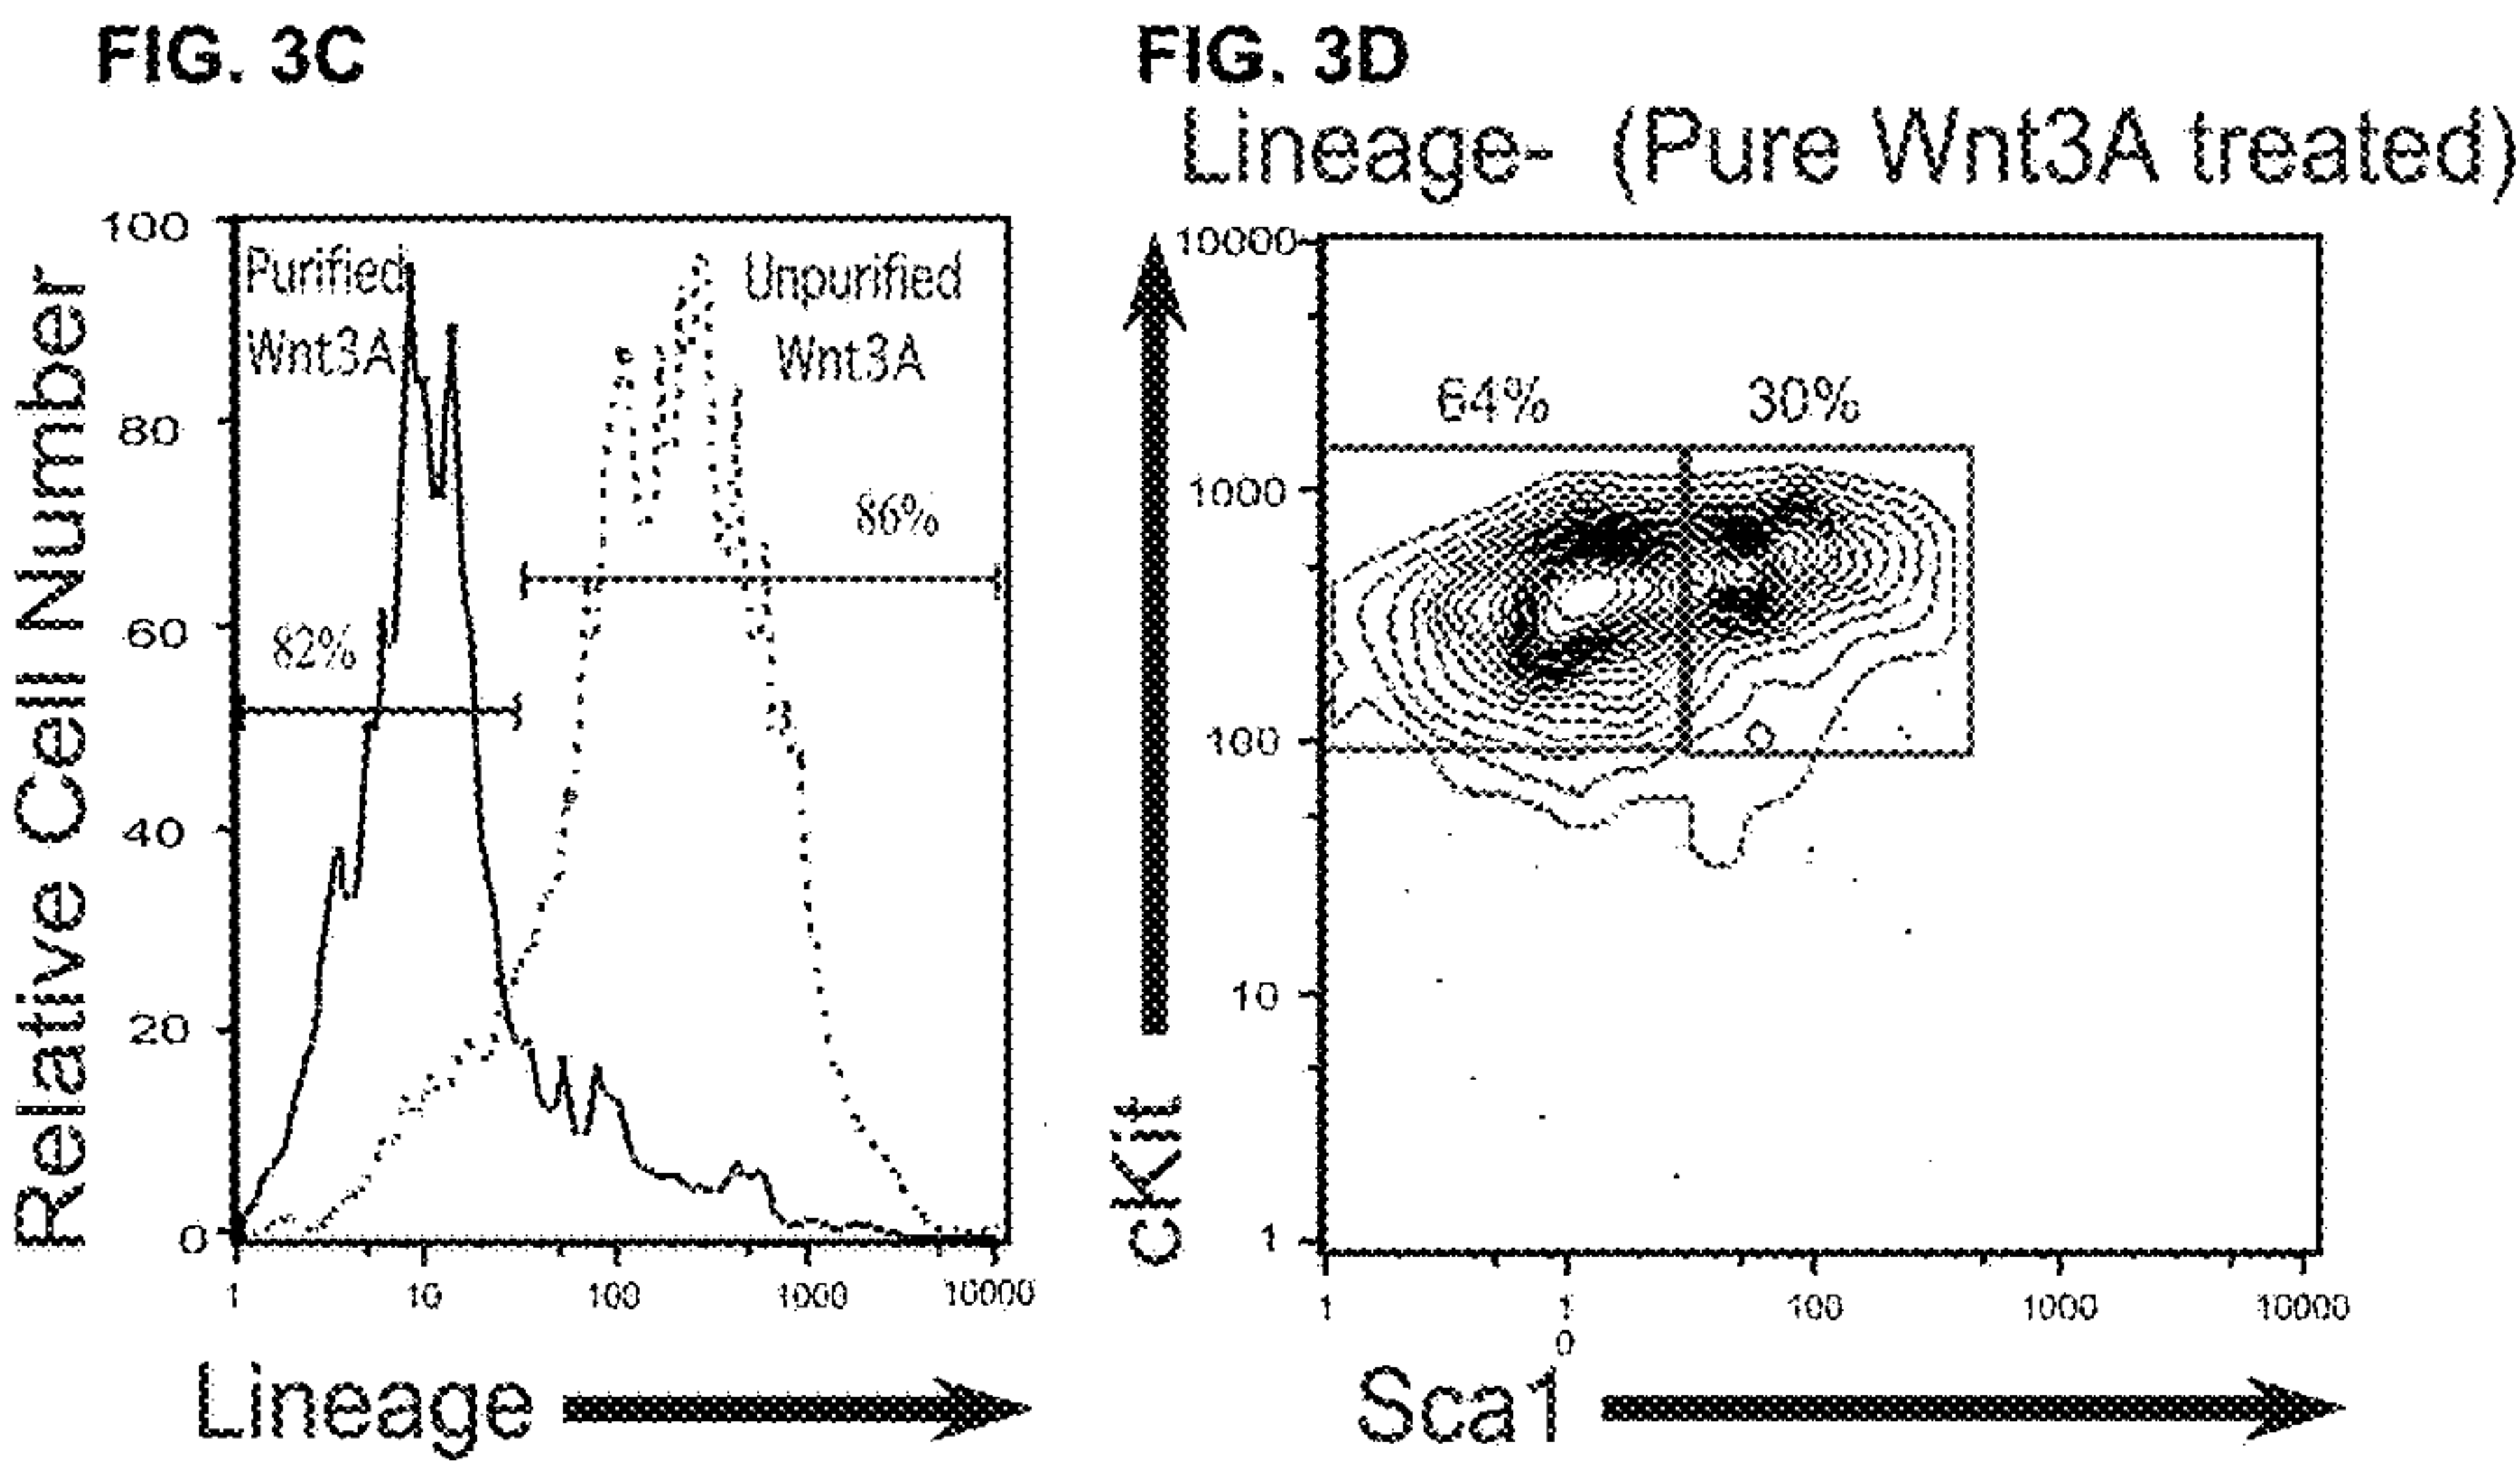 FIG. 3C
FIG. 3D
Lineage- (Pure Wnt3A treated)
Relative Cell Number
100
80
60
40
20
0
Purified
Wnt3A
Unpurified
Wnt3A
86%
82%
1 10 100 1000 10000
Lineage
cKit
10000
1000
100
10
1
64% 30%
1 1 100 1000 10000
0
Sca1